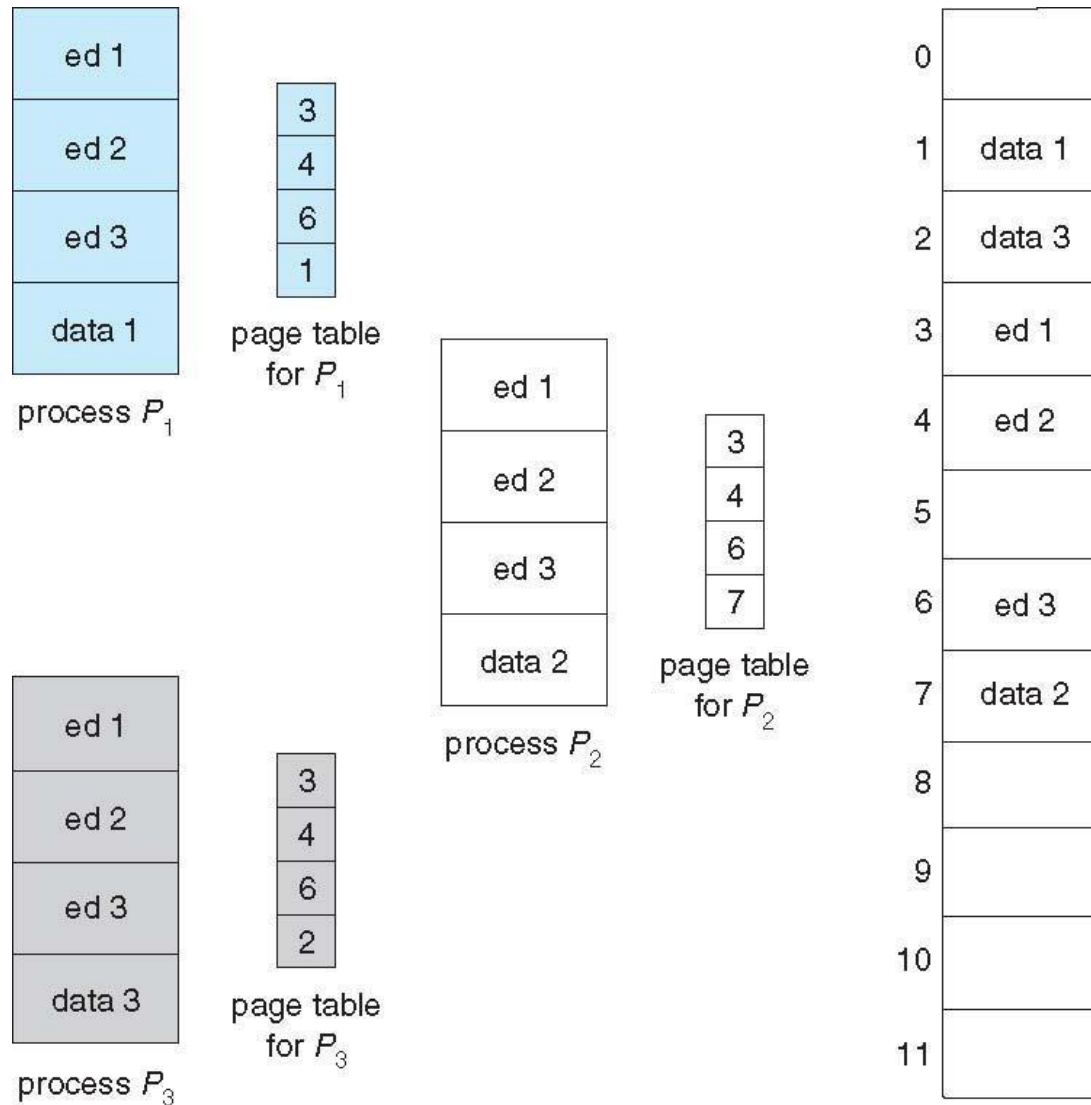 ed 1
ed 2
ed 3
data 1
process P1
3
4
6
1
page table
for P1
ed 1
ed 2
ed 3
data 2
process P2
3
4
6
7
page table
for P2
ed 1
ed 2
ed 3
data 3
process P3
3
4
6
2
page table
for P3
0
1 data 1
2 data 3
3 ed 1
4 ed 2
5
6 ed 3
7 data 2
8
9
10
11